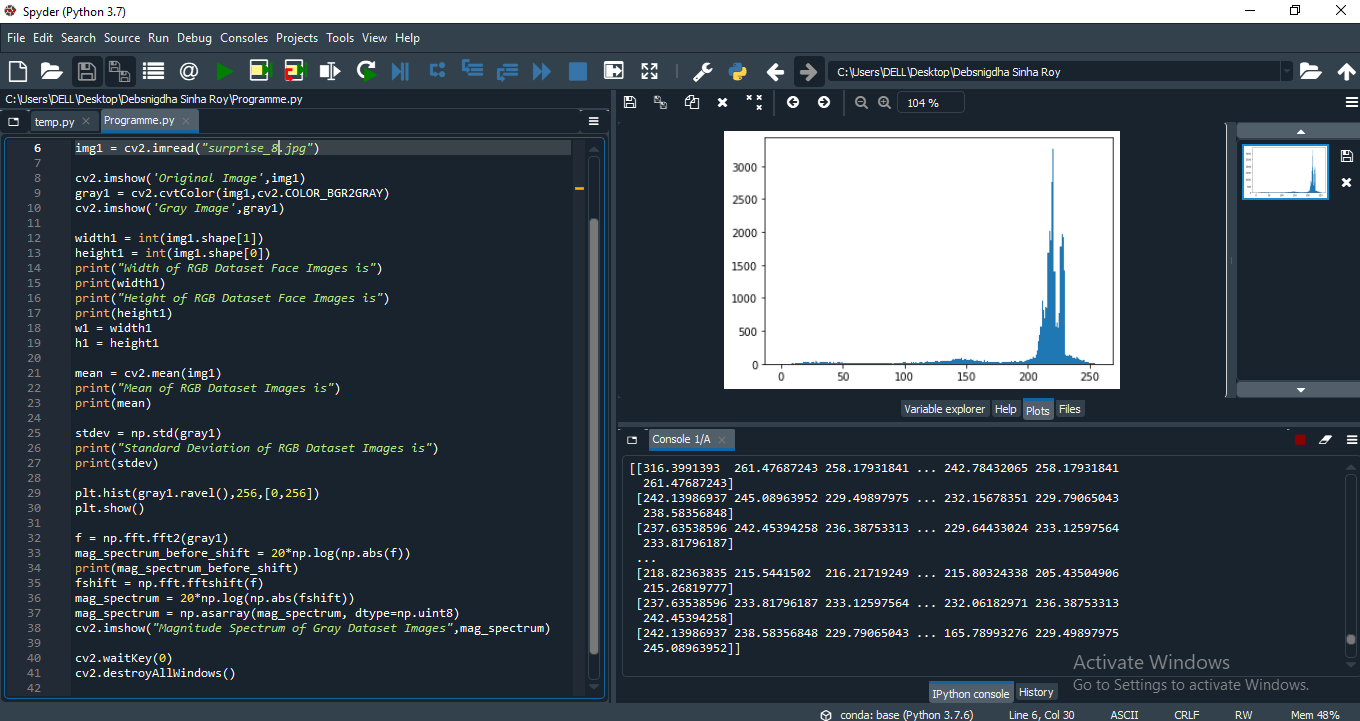 Spyder (Python 3.7)
File Edit Search Source Run Debug Consoles Projects Tools View Help
C:\Users\DELL\Desktop\Debsnigdha Sinha Roy
C:\Users\DELL\Desktop\Debsnigdha Sinha Roy\Programme.py
temp.py
Programme.py
6 img1 = cv2.imread("surprise_8.jpg")
7
8 cv2.imshow('Original Image',img1)
9 gray1 = cv2.cvtColor(img1,cv2.COLOR_BGR2GRAY)
10 cv2.imshow('Gray Image',gray1)
11
12 width1 = int(img1.shape[1])
13 height1 = int(img1.shape[0])
14 print("Width of RGB Dataset Face Images is")
15 print(width1)
16 print("Height of RGB Dataset Face Images is")
17 print(height1)
18 w1 = width1
19 h1 = height1
20
21 mean = cv2.mean(img1)
22 print("Mean of RGB Dataset Images is")
23 print(mean)
24
25 stdev = np.std(gray1)
26 print("Standard Deviation of RGB Dataset Images is")
27 print(stdev)
28
29 plt.hist(gray1.ravel(),256,[0,256])
30 plt.show()
31
32 f = np.fft.fft2(gray1)
33 mag_spectrum_before_shift = 20*np.log(np.abs(f))
34 print(mag_spectrum_before_shift)
35 fshift = np.fft.fftshift(f)
36 mag_spectrum = 20*np.log(np.abs(fshift))
37 mag_spectrum = np.asarray(mag_spectrum, dtype=np.uint8)
38 cv2.imshow("Magnitude Spectrum of Gray Dataset Images",mag_spectrum)
39
40 cv2.waitKey(0)
41 cv2.destroyAllWindows()
42
104 %
3000
2500
2000
1500
1000
500
0
0 50 100 150 200 250
Variable explorer Help Plots Files
Console 1/A
[[316.3991393 261.47687243 258.17931841 ... 242.78432065 258.17931841
261.47687243]
[242.13986937 245.08963952 229.49897975 ... 232.15678351 229.79065043
238.58356848]
[237.63538596 242.45394258 236.38753313 ... 229.64433024 233.12597564
233.81796187]
...
[218.82363835 215.5441502 216.21719249 ... 215.80324338 205.43504906
215.26819777]
[237.63538596 233.81796187 233.12597564 ... 232.06182971 236.38753313
242.45394258]
[242.13986937 238.58356848 229.79065043 ... 165.78993276 229.49897975
245.08963952]]
Activate Windows
Go to Settings to activate Windows.
IPython console History
conda: base (Python 3.7.6) Line 6, Col 30 ASCII CRLF RW Mem 48%